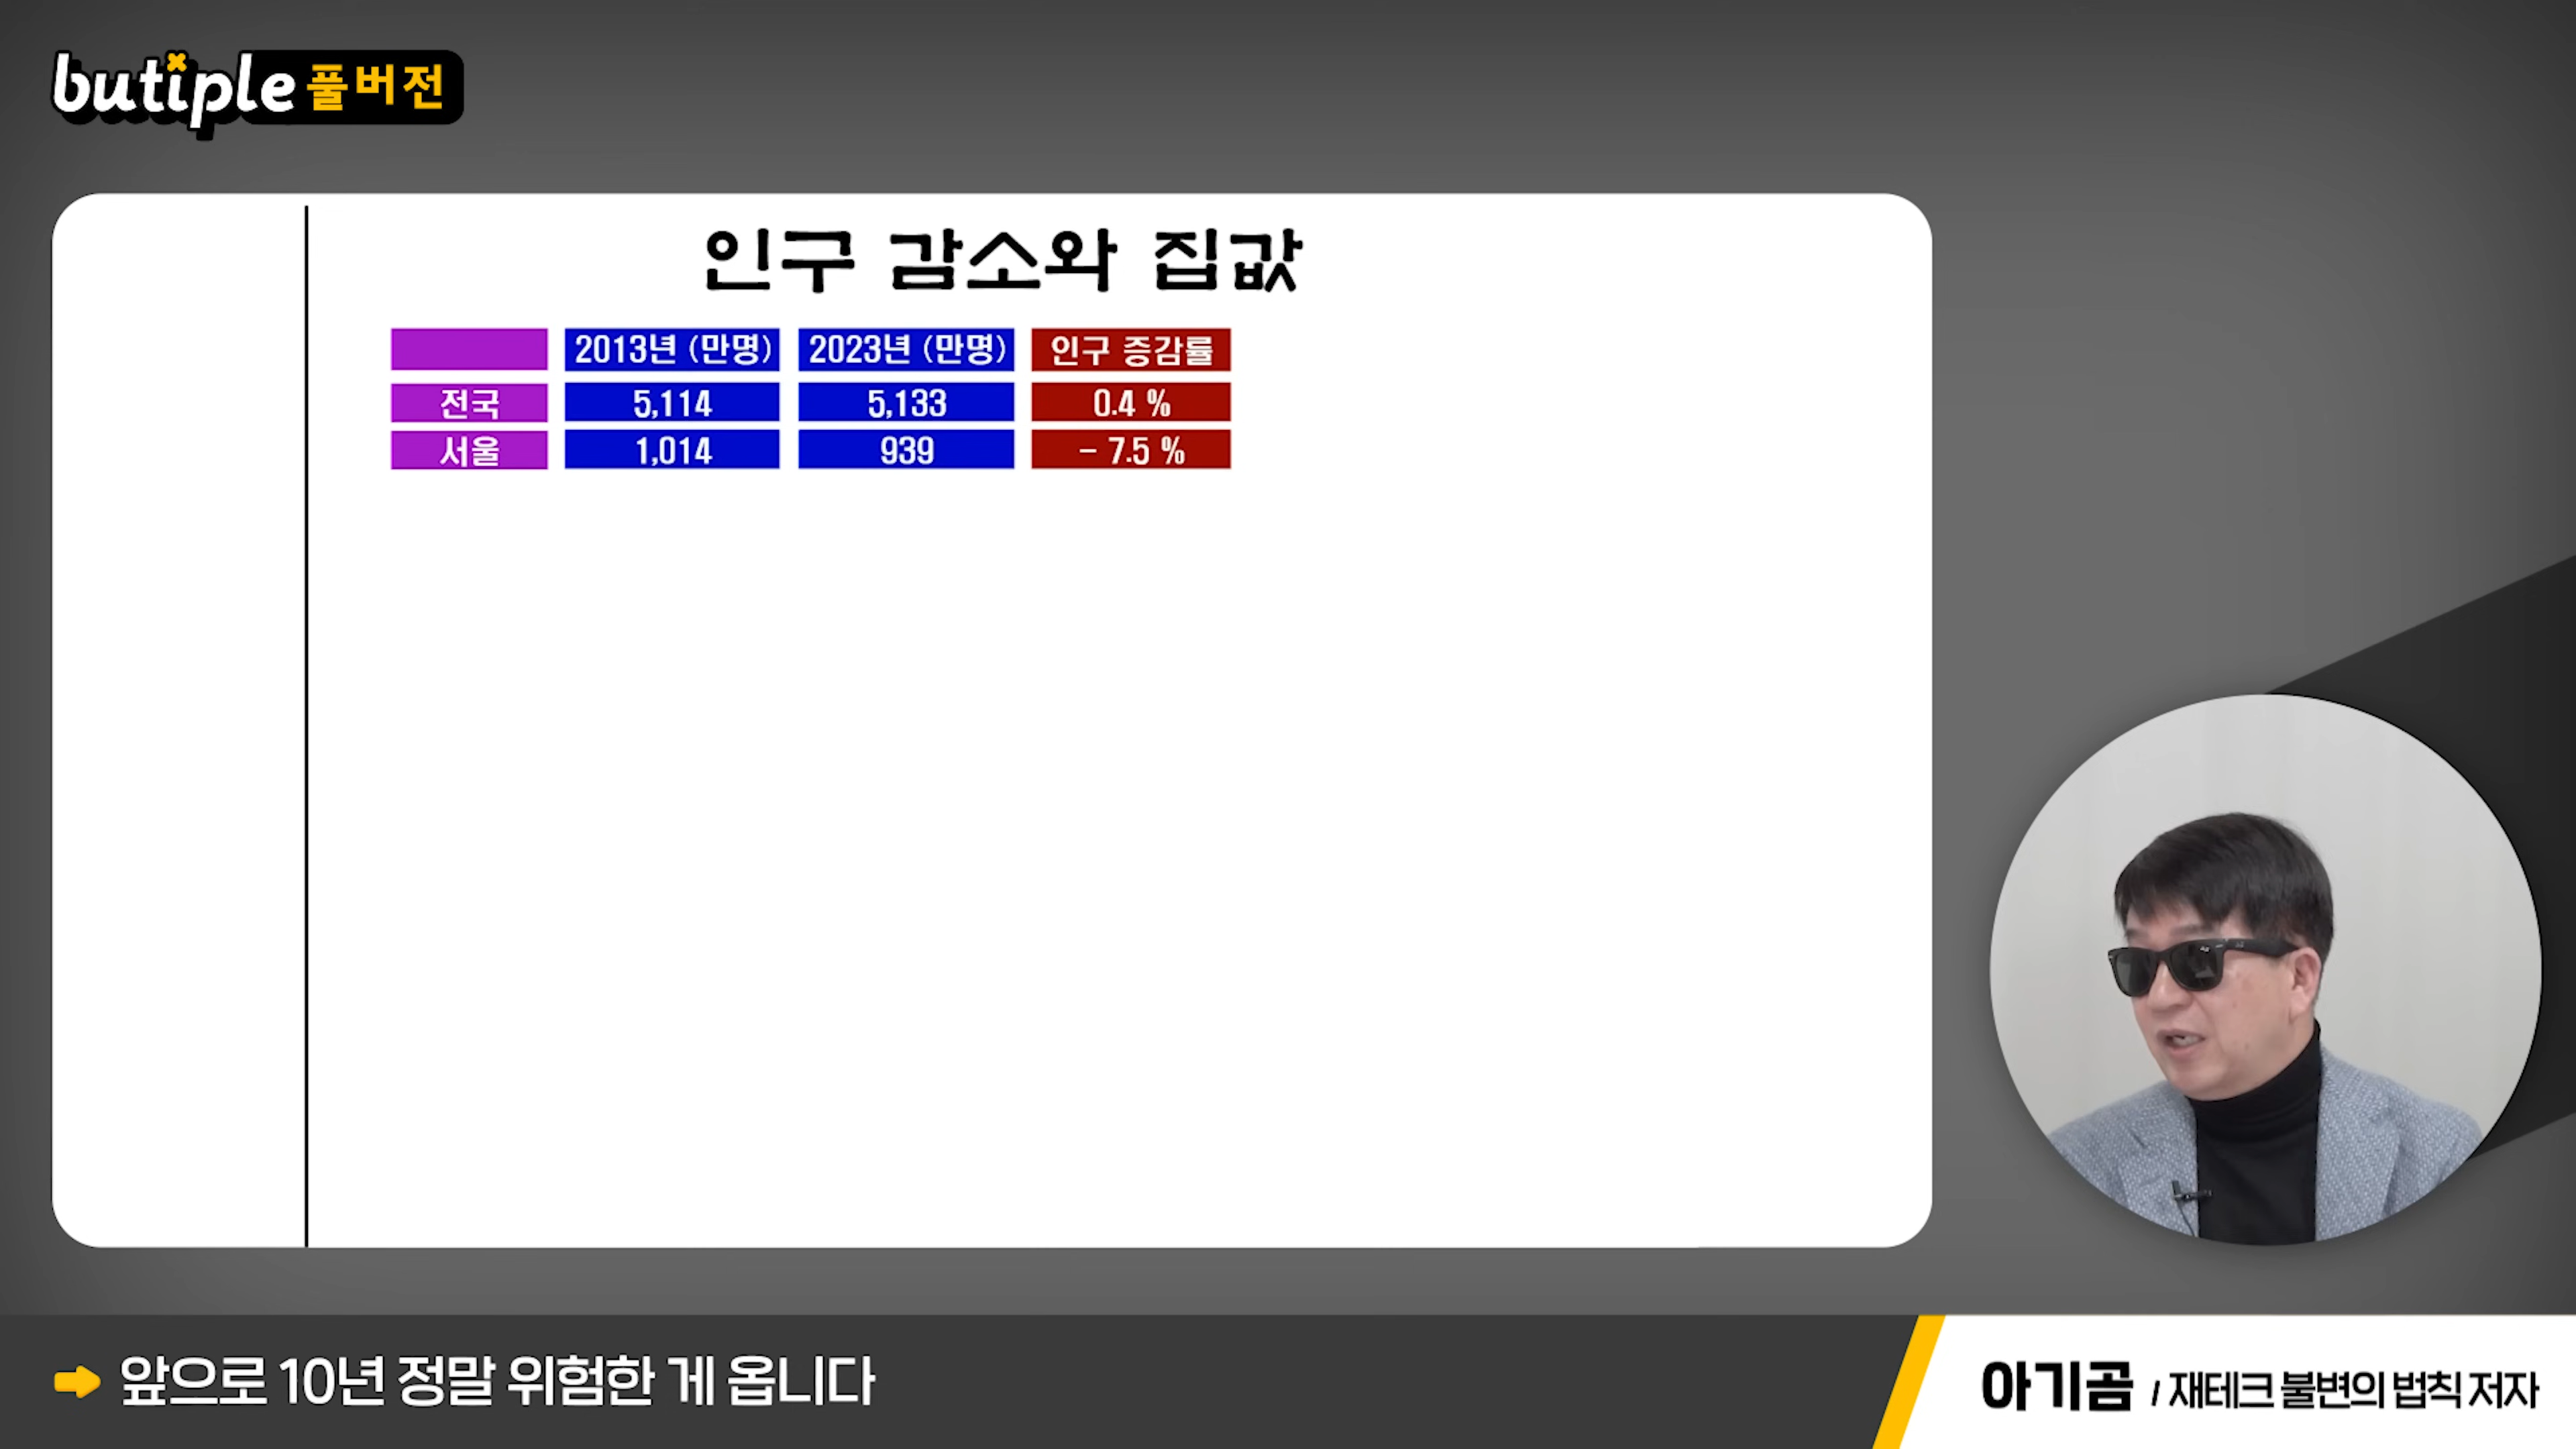 butiple 풀버전
인구 감소와 집값
2013년 (만명) 2023년 (만명) 인구 증감률
전국 5,114 5,133 0.4 %
서울 1,014 939 - 7.5 %
앞으로 10년 정말 위험한 게 옵니다
아기곰 / 재테크 불변의 법칙 저자